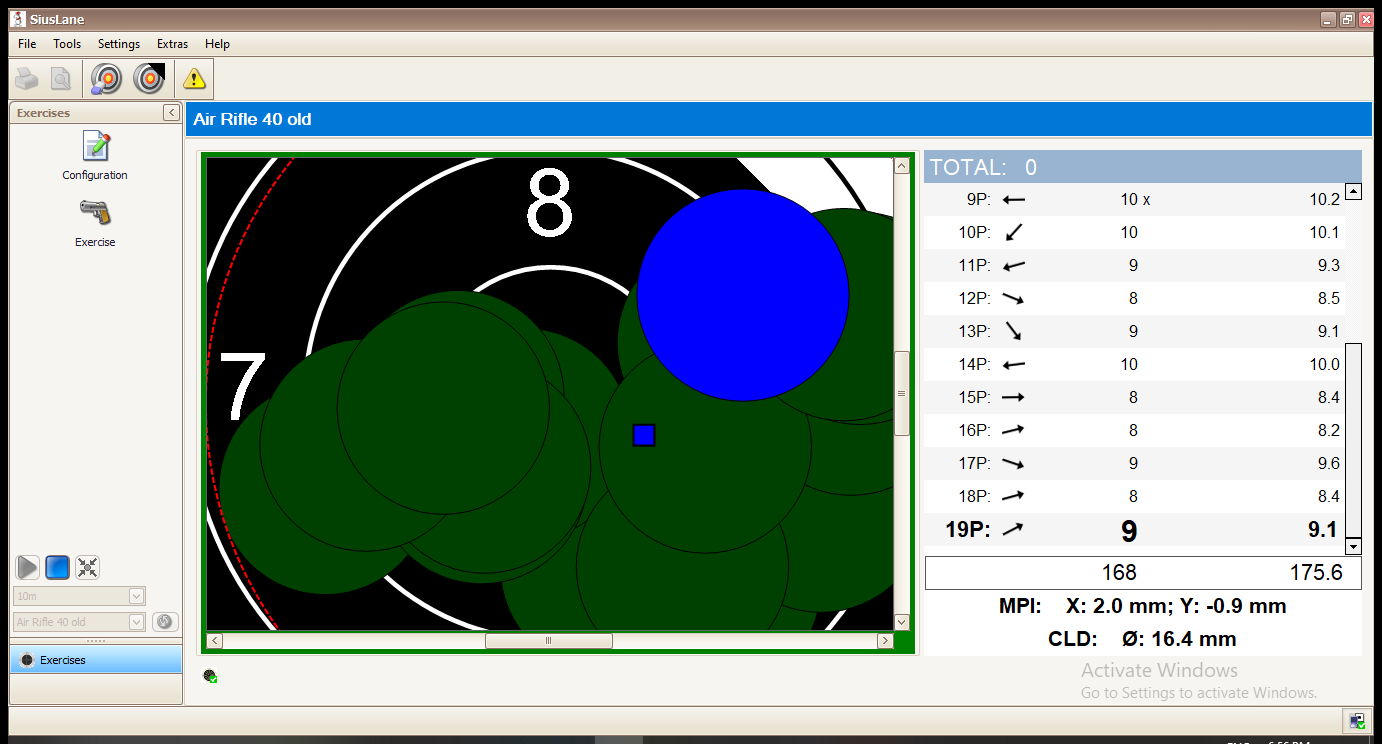 SiusLane
File Tools Settings Extras Help
Exercises
Configuration
Exercise
10m
Air Rifle 40 old
Exercises
Air Rifle 40 old
8
7
TOTAL: 0
9P: 10 x 10.2
10P: 10 10.1
11P: 9 9.3
12P: 8 8.5
13P: 9 9.1
14P: 10 10.0
15P: 8 8.4
16P: 8 8.2
17P: 9 9.6
18P: 8 8.4
19P: 9 9.1
168 175.6
MPI: X: 2.0 mm; Y: -0.9 mm
CLD: Ø: 16.4 mm
Activate Windows
Go to Settings to activate Windows.